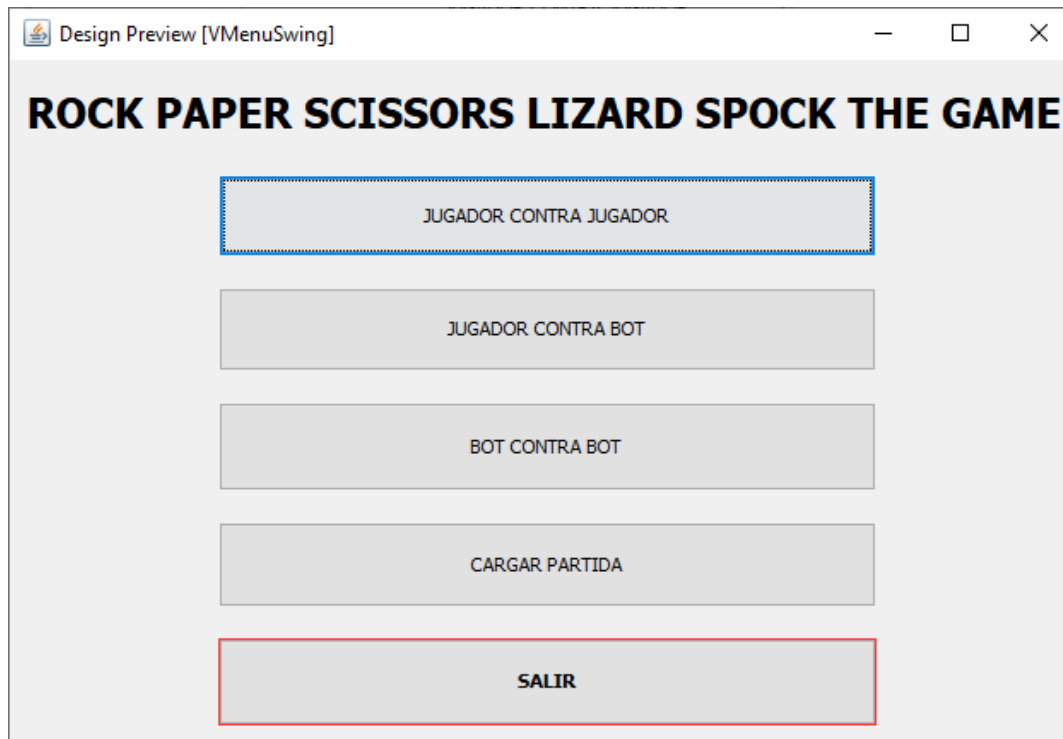 Design Preview [VMenuSwing]
ROCK PAPER SCISSORS LIZARD SPOCK THE GAME
JUGADOR CONTRA JUGADOR
JUGADOR CONTRA BOT
BOT CONTRA BOT
CARGAR PARTIDA
SALIR